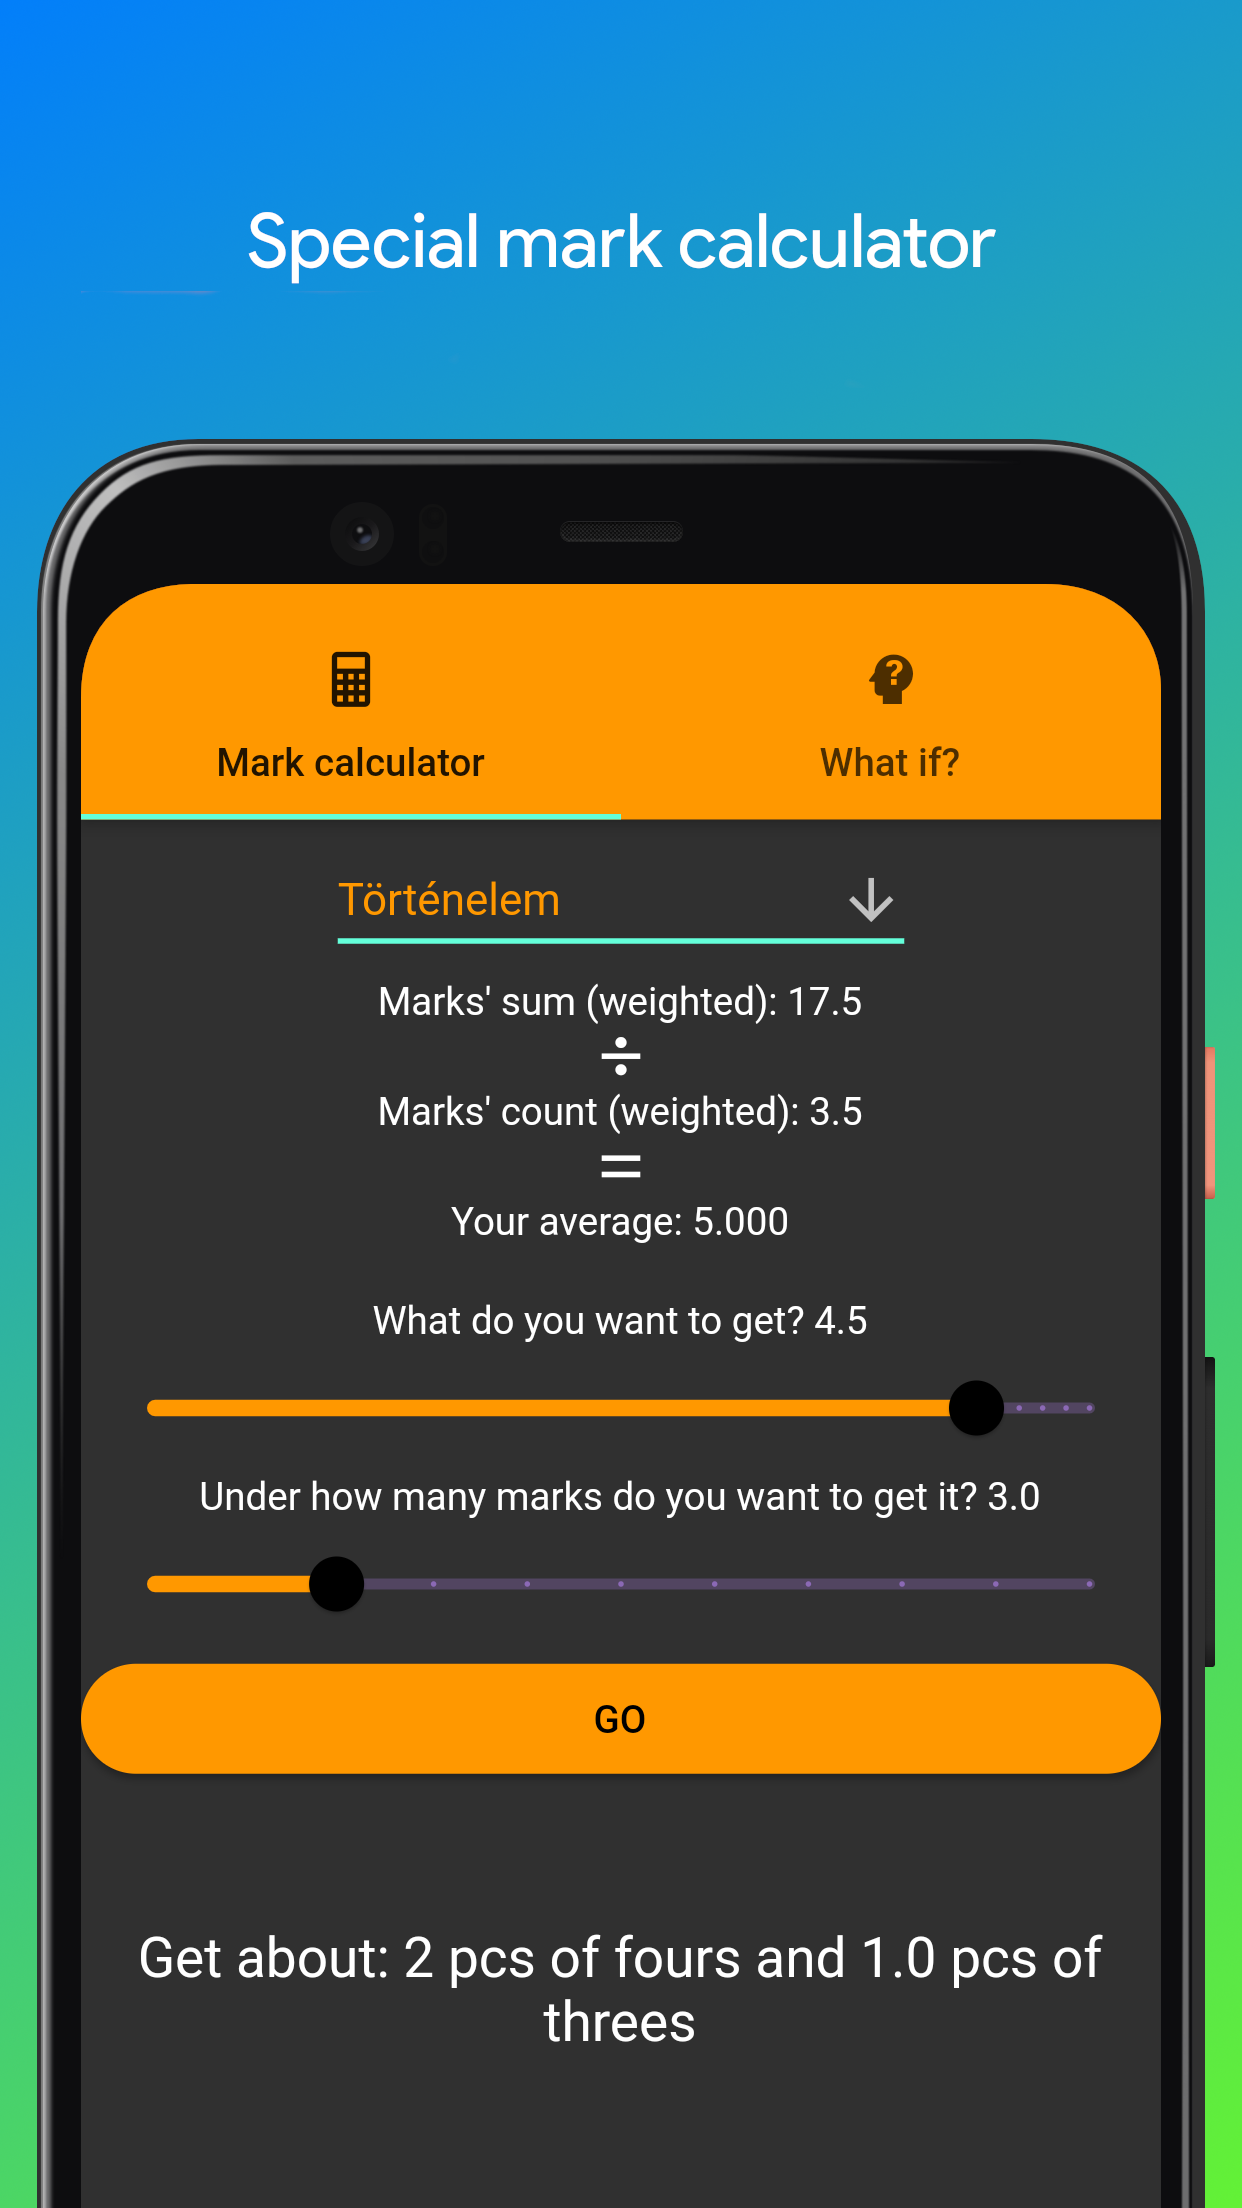 Special mark calculator
Mark calculator
What if?
Történelem
Marks' sum (weighted): 17.5
÷
Marks' count (weighted): 3.5
=
Your average: 5.000
What do you want to get? 4.5
Under how many marks do you want to get it? 3.0
GO
Get about: 2 pcs of fours and 1.0 pcs of
threes